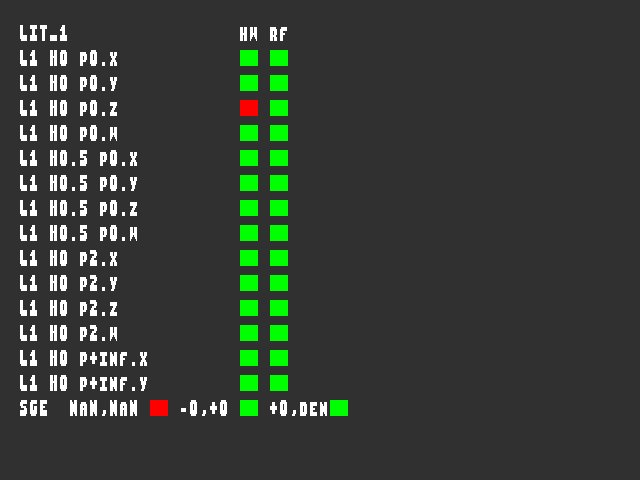 LIT_1 HW RF
L1 H0 p0.x
L1 H0 p0.y
L1 H0 p0.z
L1 H0 p0.w
L1 H0.5 p0.x
L1 H0.5 p0.y
L1 H0.5 p0.z
L1 H0.5 p0.w
L1 H0 p2.x
L1 H0 p2.y
L1 H0 p2.z
L1 H0 p2.w
L1 H0 p+INF.x
L1 H0 p+INF.y
SGE NaN,NaN -0,+0 +0,DEN